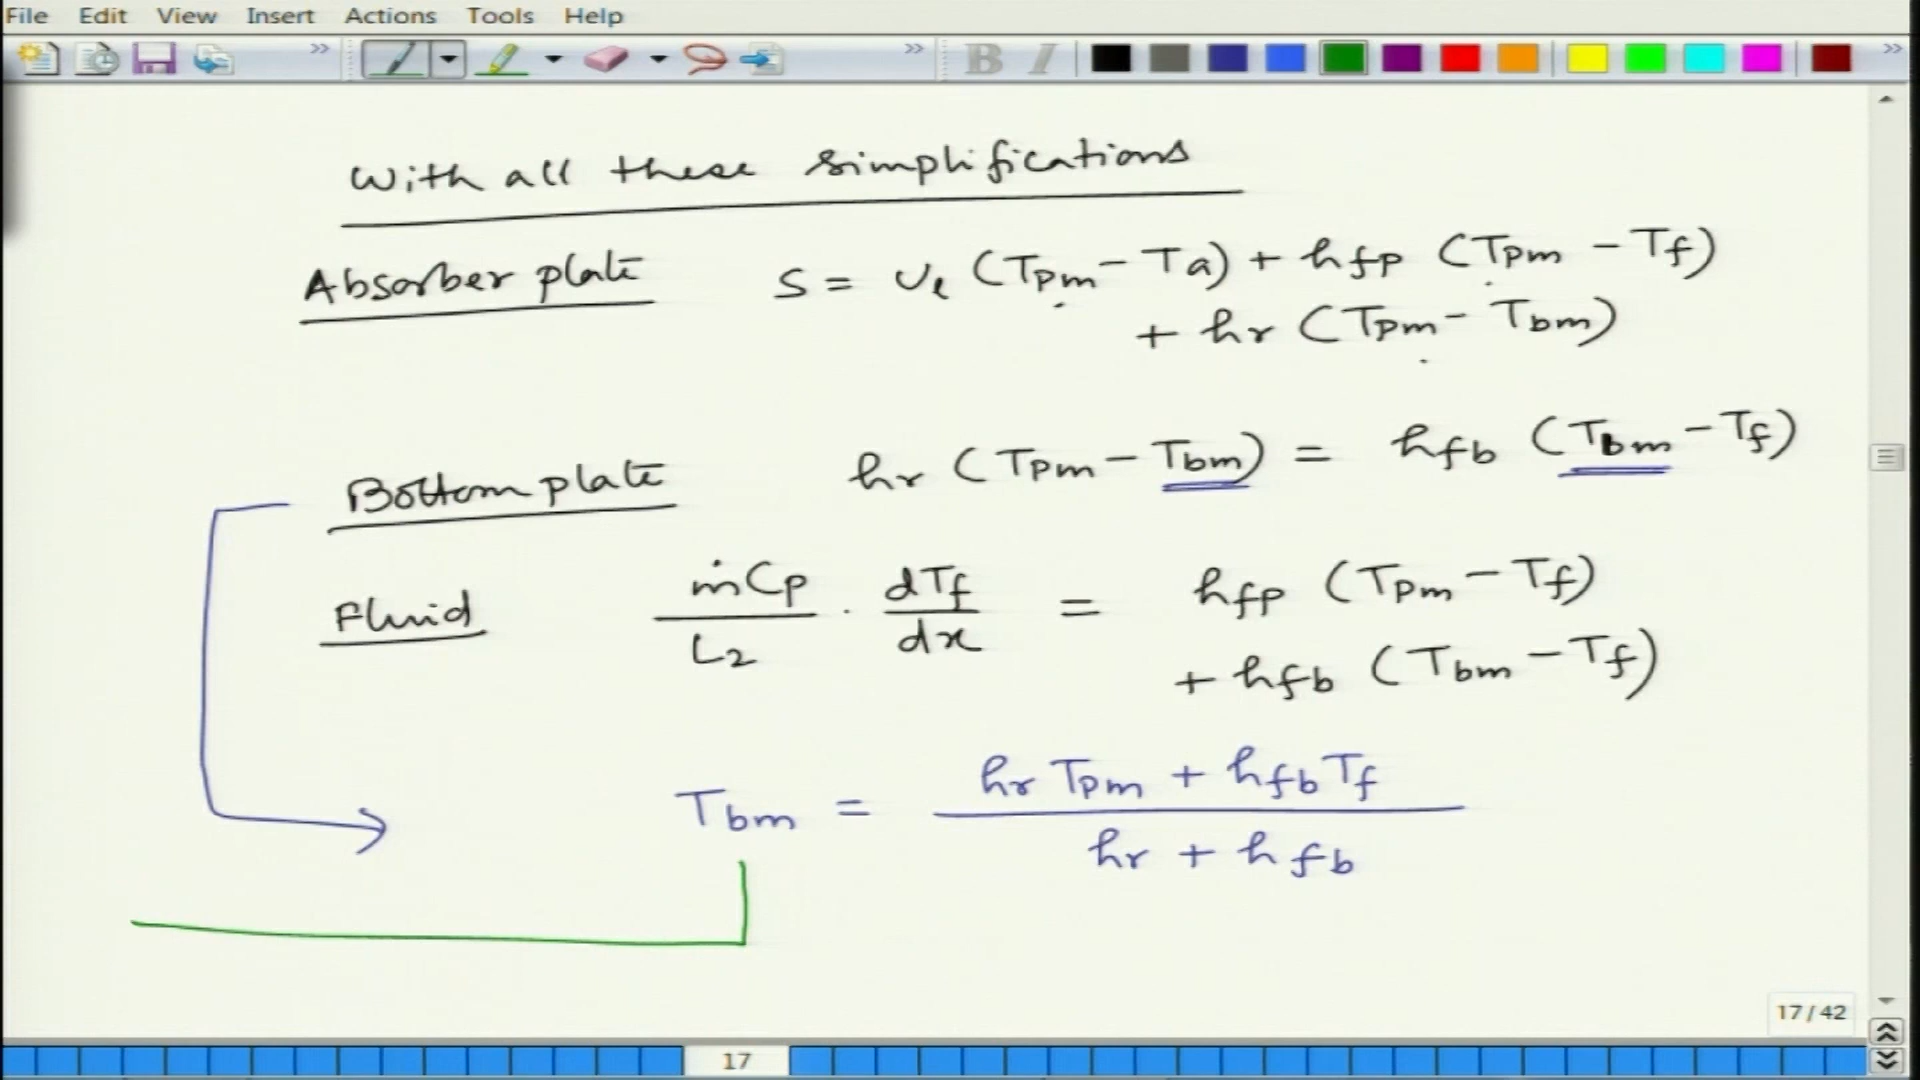 File Edit View Insert Actions Tools Help
B I
With all these simplifications
Absorber plate S = Ul (Tpm - Ta) + hfp (Tpm - Tf)
+ hr (Tpm - Tbm)
Bottom plate hr (Tpm - Tbm) = hfb (Tbm - Tf)
Fluid ṁCp/L2 . dTf/dx = hfp (Tpm - Tf)
+ hfb (Tbm - Tf)
Tbm = hr Tpm + hfb Tf / hr + hfb
17/42
17